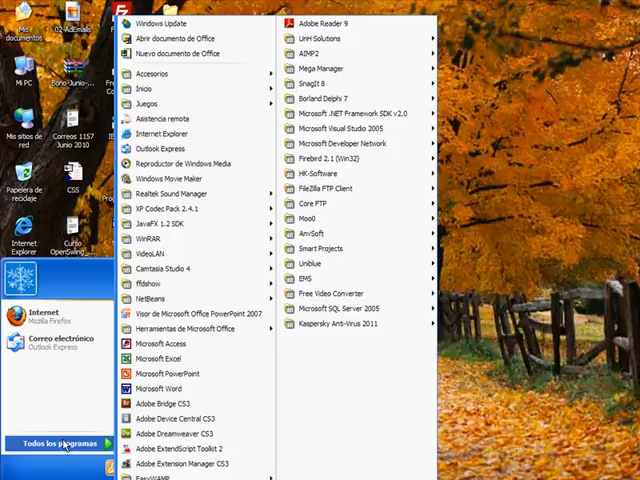 Mis documentos
02-AdEmails
Mi PC
Bono-Junio-...
Mis sitios de red
Correos 1157 Junio 2010
Papelera de reciclaje
CSS
Internet Explorer
Curso OpenSwing...
Internet
Mozilla Firefox
Correo electrónico
Outlook Express
Todos los programas
Windows Update
Abrir documento de Office
Nuevo documento de Office
Accesorios
Inicio
Juegos
Asistencia remota
Internet Explorer
Outlook Express
Reproductor de Windows Media
Windows Movie Maker
Realtek Sound Manager
XP Codec Pack 2.4.1
JavaFX 1.2 SDK
WinRAR
VideoLAN
Camtasia Studio 4
ffdshow
NetBeans
Visor de Microsoft Office PowerPoint 2007
Herramientas de Microsoft Office
Microsoft Access
Microsoft Excel
Microsoft PowerPoint
Microsoft Word
Adobe Bridge CS3
Adobe Device Central CS3
Adobe Dreamweaver CS3
Adobe ExtendScript Toolkit 2
Adobe Extension Manager CS3
EasyWAMP
Adobe Reader 9
UnH Solutions
AIMP2
Mega Manager
SnagIt 8
Borland Delphi 7
Microsoft .NET Framework SDK v2.0
Microsoft Visual Studio 2005
Microsoft Developer Network
Firebird 2.1 (Win32)
HK-Software
FileZilla FTP Client
Core FTP
Moo0
AnvSoft
Smart Projects
Uniblue
EMS
Free Video Converter
Microsoft SQL Server 2005
Kaspersky Anti-Virus 2011